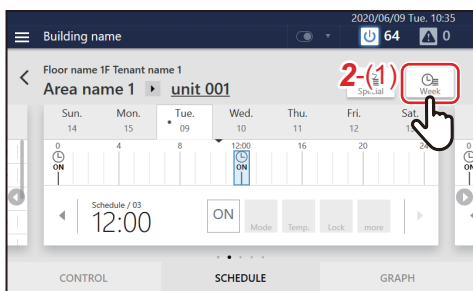 2020/06/09 Tue. 10:35
Building name
64
0
Floor name 1F Tenant name 1
Area name 1 unit 001
2-(1)
Special
Week
Sun. Mon. Tue. Wed. Thu. Fri. Sat.
14 15 09 10 11 12
0 4 8 12:00 16 20 24 0
ON ON ON
Schedule / 03
12:00
ON Mode Temp. Lock more
CONTROL SCHEDULE GRAPH